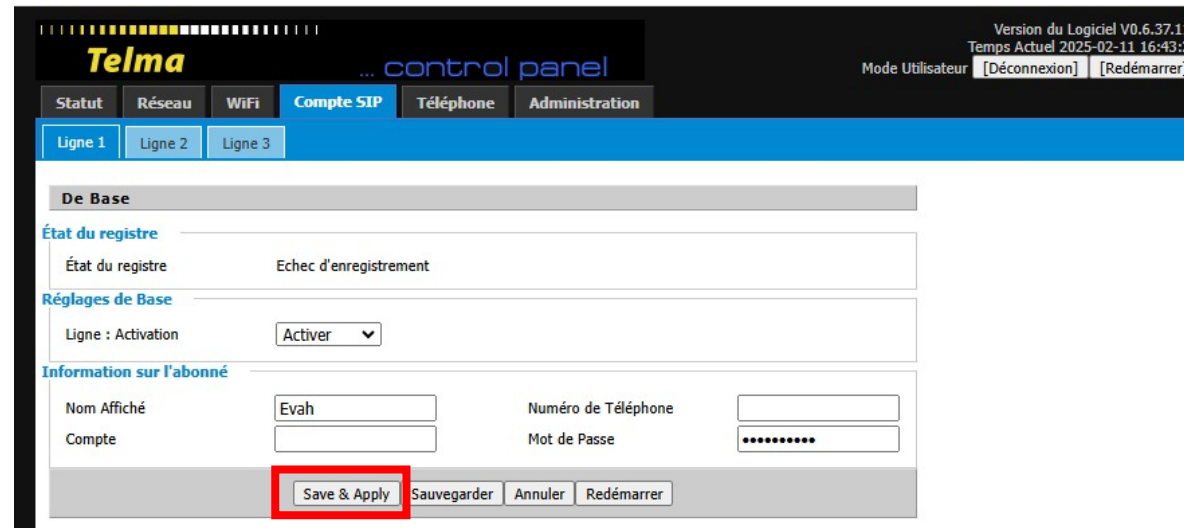 Version du Logiciel V0.6.37.1
Telma
... control panel
Temps Actuel 2025-02-11 16:43:
Mode Utilisateur [Déconnexion] [Redémarrer]
Statut Réseau WiFi Compte SIP Téléphone Administration
Ligne 1 Ligne 2 Ligne 3
De Base
État du registre
État du registre Echec d'enregistrement
Réglages de Base
Ligne : Activation Activer
Information sur l'abonné
Nom Affiché Evah Numéro de Téléphone
Compte Mot de Passe ••••••••••
Save & Apply Sauvegarder Annuler Redémarrer